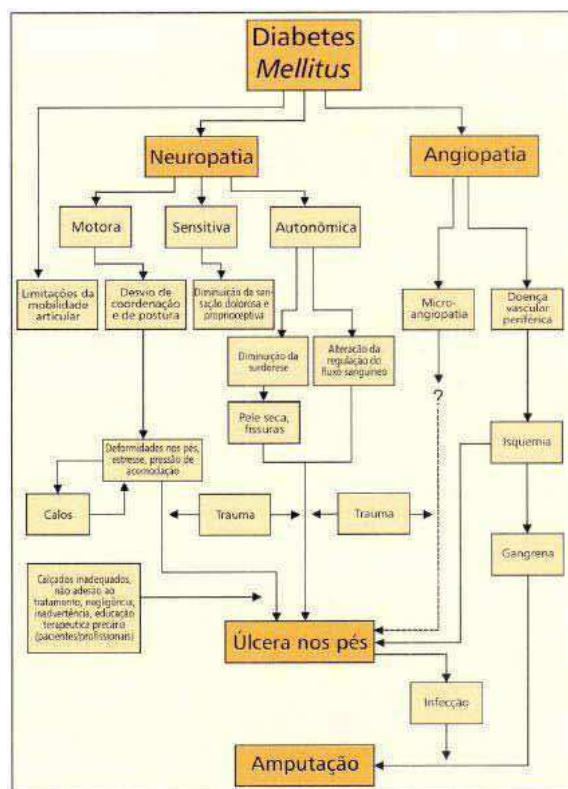 Diabetes
Mellitus
Neuropatia
Angiopatia
Motora
Sensitiva
Autonômica
Limitações da
mobilidade
articular
Desvio de
coordenação
e de postura
Diminuição da sen-
sação dolorosa e
proprioceptiva
Micro-
angiopatia
Doença
vascular
periférica
Diminuição da
sudorese
Alteração da
regulação do
fluxo sanguíneo
?
Pele seca,
fissuras
Isquemia
Deformidades nos pés,
estresse, pressão de
acomodação
Calos
Trauma
Trauma
Gangrena
Calçados inadequados,
não adesão ao
tratamento, negligência,
inadvertência, educação
terapeutica precária
(pacientes/profissionais)
Úlcera nos pés
Infecção
Amputação